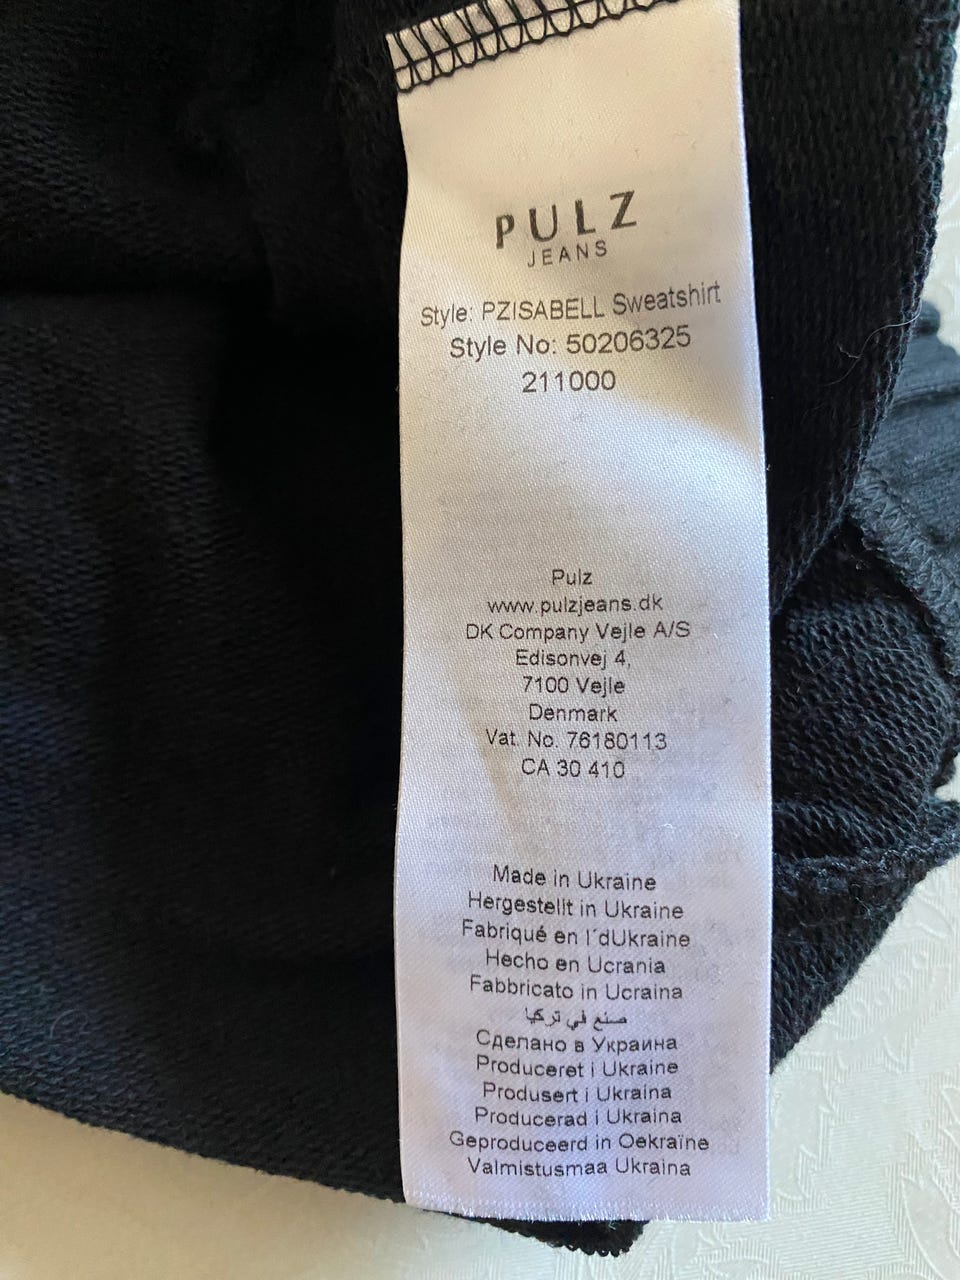 PULZ
JEANS
Style: PZISABELL Sweatshirt
Style No: 50206325
211000
Pulz
www.pulzjeans.dk
DK Company Vejle A/S
Edisonvej 4,
7100 Vejle
Denmark
Vat. No. 76180113
CA 30 410
Made in Ukraine
Hergestellt in Ukraine
Fabriqué en l´dUkraine
Hecho en Ucrania
Fabbricato in Ucraina
صنع في تركيا
Сделано в Украина
Produceret i Ukraine
Produsert i Ukraina
Producerad i Ukraina
Geproduceerd in Oekraïne
Valmistusmaa Ukraina